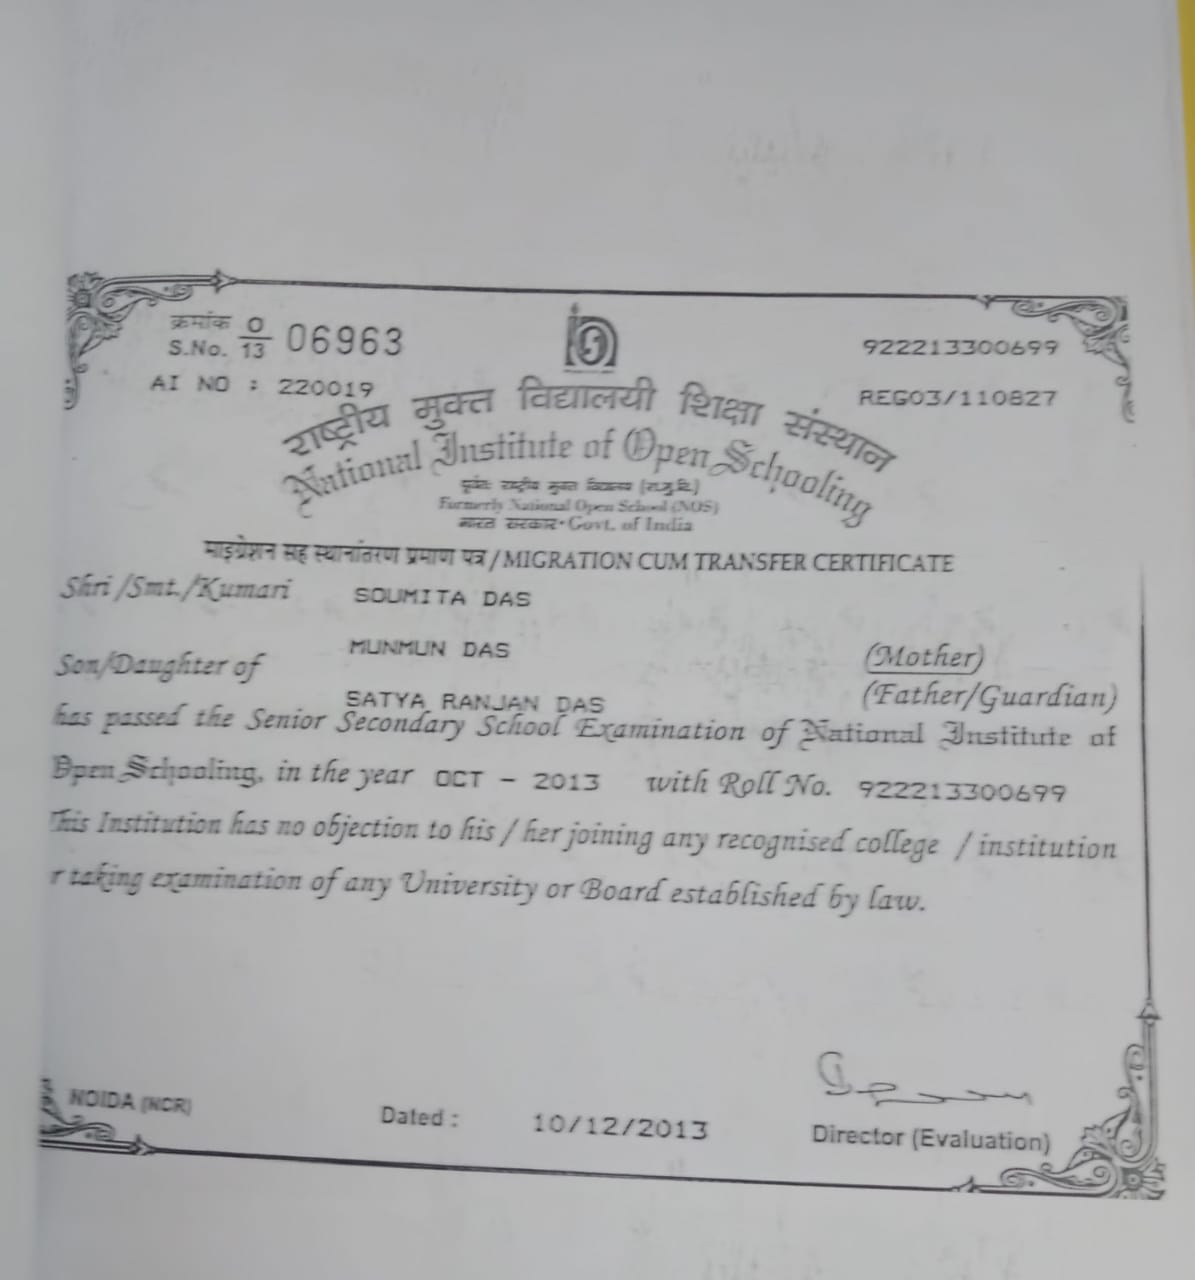 क्रमांक O 06963
S.No. 13
922213300699
AI NO : 220019
REG03/110827
राष्ट्रीय मुक्त विद्यालयी शिक्षा संस्थान
National Institute of Open Schooling
पूर्वतः राष्ट्रीय मुक्त विद्यालय (रा.मु.वि.)
Formerly National Open School (NOS)
भारत सरकार • Govt. of India
माइग्रेशन सह स्थानांतरण प्रमाण पत्र / MIGRATION CUM TRANSFER CERTIFICATE
Shri /Smt./Kumari SOUMITA DAS
MUNMUN DAS (Mother)
Son/Daughter of
SATYA RANJAN DAS (Father/Guardian)
has passed the Senior Secondary School Examination of National Institute of
Open Schooling, in the year OCT - 2013 with Roll No. 922213300699
This Institution has no objection to his / her joining any recognised college / institution
r taking examination of any University or Board established by law.
NOIDA (NCR)
Dated : 10/12/2013
Director (Evaluation)